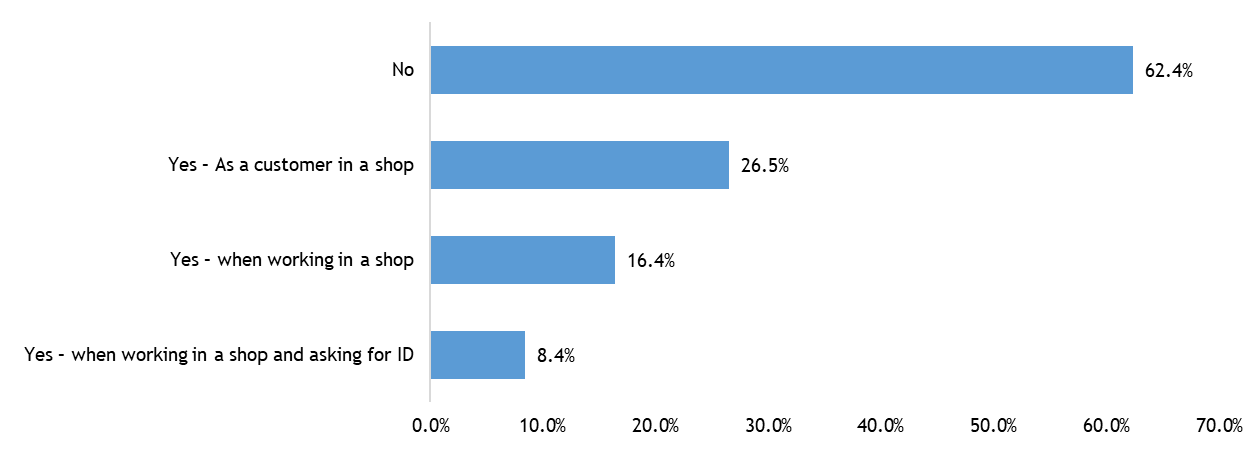 No
62.4%
Yes – As a customer in a shop
26.5%
Yes – when working in a shop
16.4%
Yes – when working in a shop and asking for ID
8.4%
0.0% 10.0% 20.0% 30.0% 40.0% 50.0% 60.0% 70.0%